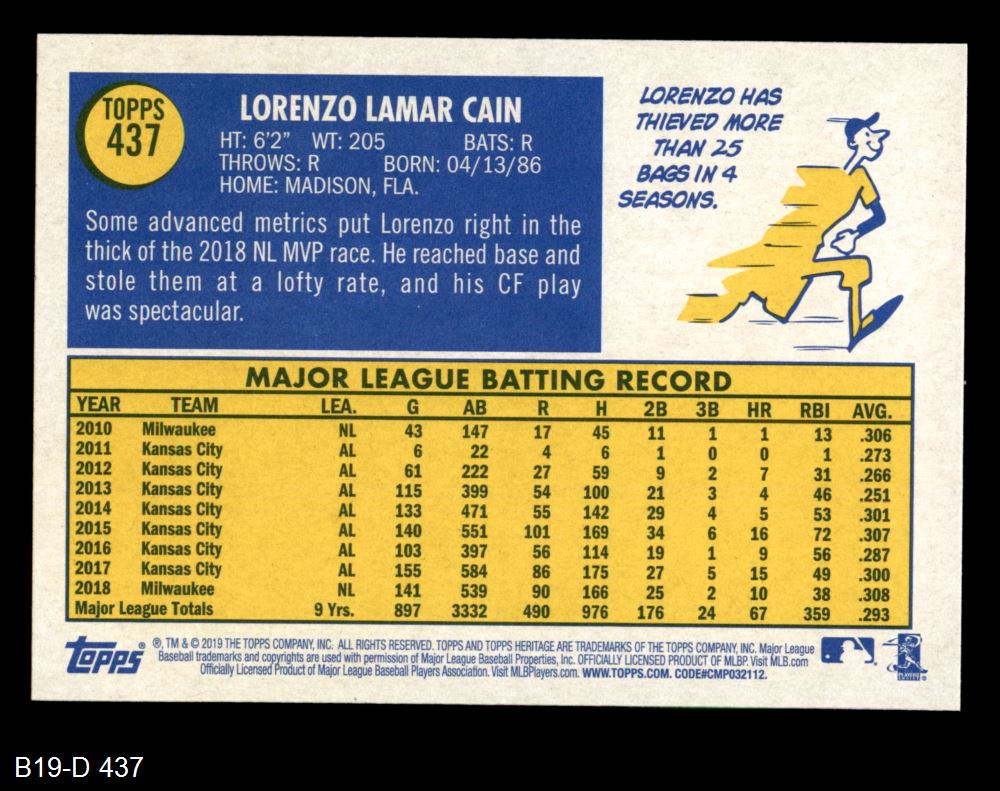 TOPPS
437
LORENZO LAMAR CAIN
HT: 6'2" WT: 205 BATS: R
THROWS: R BORN: 04/13/86
HOME: MADISON, FLA.
Some advanced metrics put Lorenzo right in the
thick of the 2018 NL MVP race. He reached base and
stole them at a lofty rate, and his CF play
was spectacular.
LORENZO HAS
THIEVED MORE
THAN 25
BAGS IN 4
SEASONS.
MAJOR LEAGUE BATTING RECORD
YEAR TEAM LEA. G AB R H 2B 3B HR RBI AVG.
2010 Milwaukee NL 43 147 17 45 11 1 1 13 .306
2011 Kansas City AL 6 22 4 6 1 0 0 1 .273
2012 Kansas City AL 61 222 27 59 9 2 7 31 .266
2013 Kansas City AL 115 399 54 100 21 3 4 46 .251
2014 Kansas City AL 133 471 55 142 29 4 5 53 .301
2015 Kansas City AL 140 551 101 169 34 6 16 72 .307
2016 Kansas City AL 103 397 56 114 19 1 9 56 .287
2017 Kansas City AL 155 584 86 175 27 5 15 49 .300
2018 Milwaukee NL 141 539 90 166 25 2 10 38 .308
Major League Totals 9 Yrs. 897 3332 490 976 176 24 67 359 .293
Topps ®, TM & © 2019 THE TOPPS COMPANY, INC. ALL RIGHTS RESERVED. TOPPS AND TOPPS HERITAGE ARE TRADEMARKS OF THE TOPPS COMPANY, INC. Major League
Baseball trademarks and copyrights are used with permission of Major League Baseball Properties, Inc. OFFICIALLY LICENSED PRODUCT OF MLBP. Visit MLB.com
Officially Licensed Product of Major League Baseball Players Association. Visit MLBPlayers.com. WWW.TOPPS.COM. CODE#CMP032112.
B19-D 437